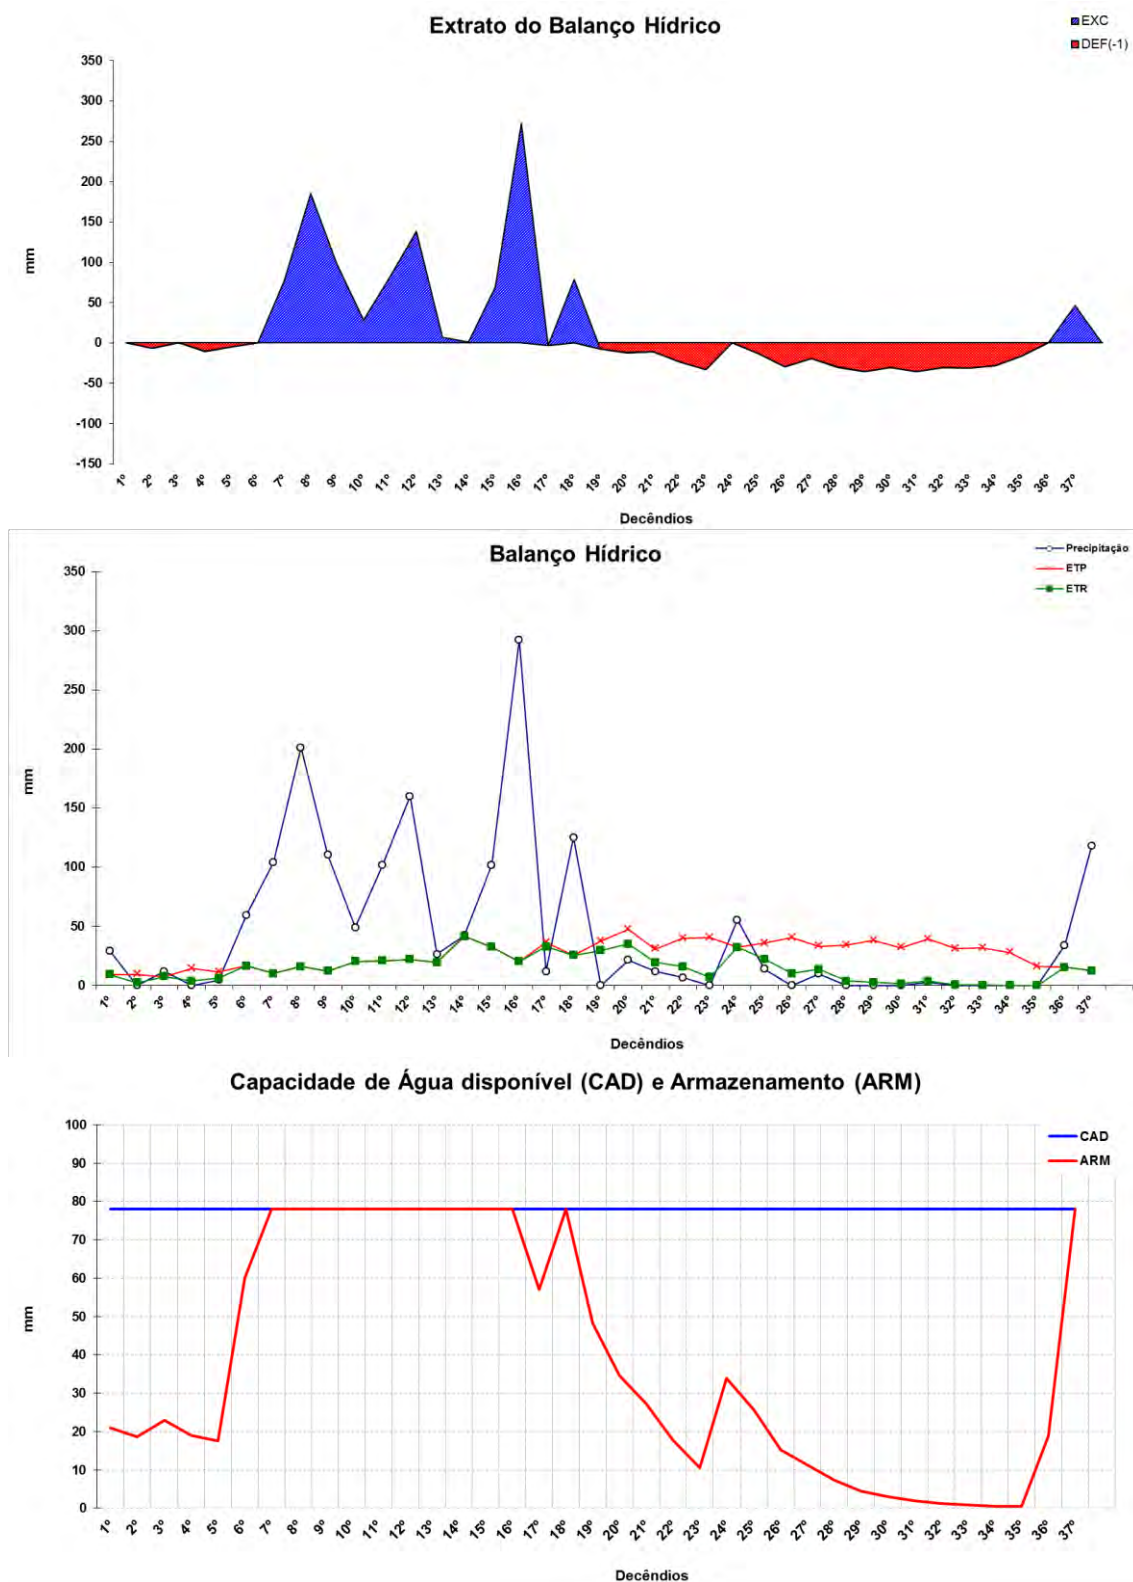 Extrato do Balanço Hídrico
EXC
DEF(-1)
350
300
250
200
150
100
50
0
-50
-100
-150
mm
1º 2º 3º 4º 5º 6º 7º 8º 9º 10º 11º 12º 13º 14º 15º 16º 17º 18º 19º 20º 21º 22º 23º 24º 25º 26º 27º 28º 29º 30º 31º 32º 33º 34º 35º 36º 37º
Decêndios
Balanço Hídrico
Precipitação
ETP
ETR
350
300
250
200
150
100
50
0
mm
1º 2º 3º 4º 5º 6º 7º 8º 9º 10º 11º 12º 13º 14º 15º 16º 17º 18º 19º 20º 21º 22º 23º 24º 25º 26º 27º 28º 29º 30º 31º 32º 33º 34º 35º 36º 37º
Decêndios
Capacidade de Água disponível (CAD) e Armazenamento (ARM)
CAD
ARM
100
90
80
70
60
50
40
30
20
10
0
mm
1º 2º 3º 4º 5º 6º 7º 8º 9º 10º 11º 12º 13º 14º 15º 16º 17º 18º 19º 20º 21º 22º 23º 24º 25º 26º 27º 28º 29º 30º 31º 32º 33º 34º 35º 36º 37º
Decêndios